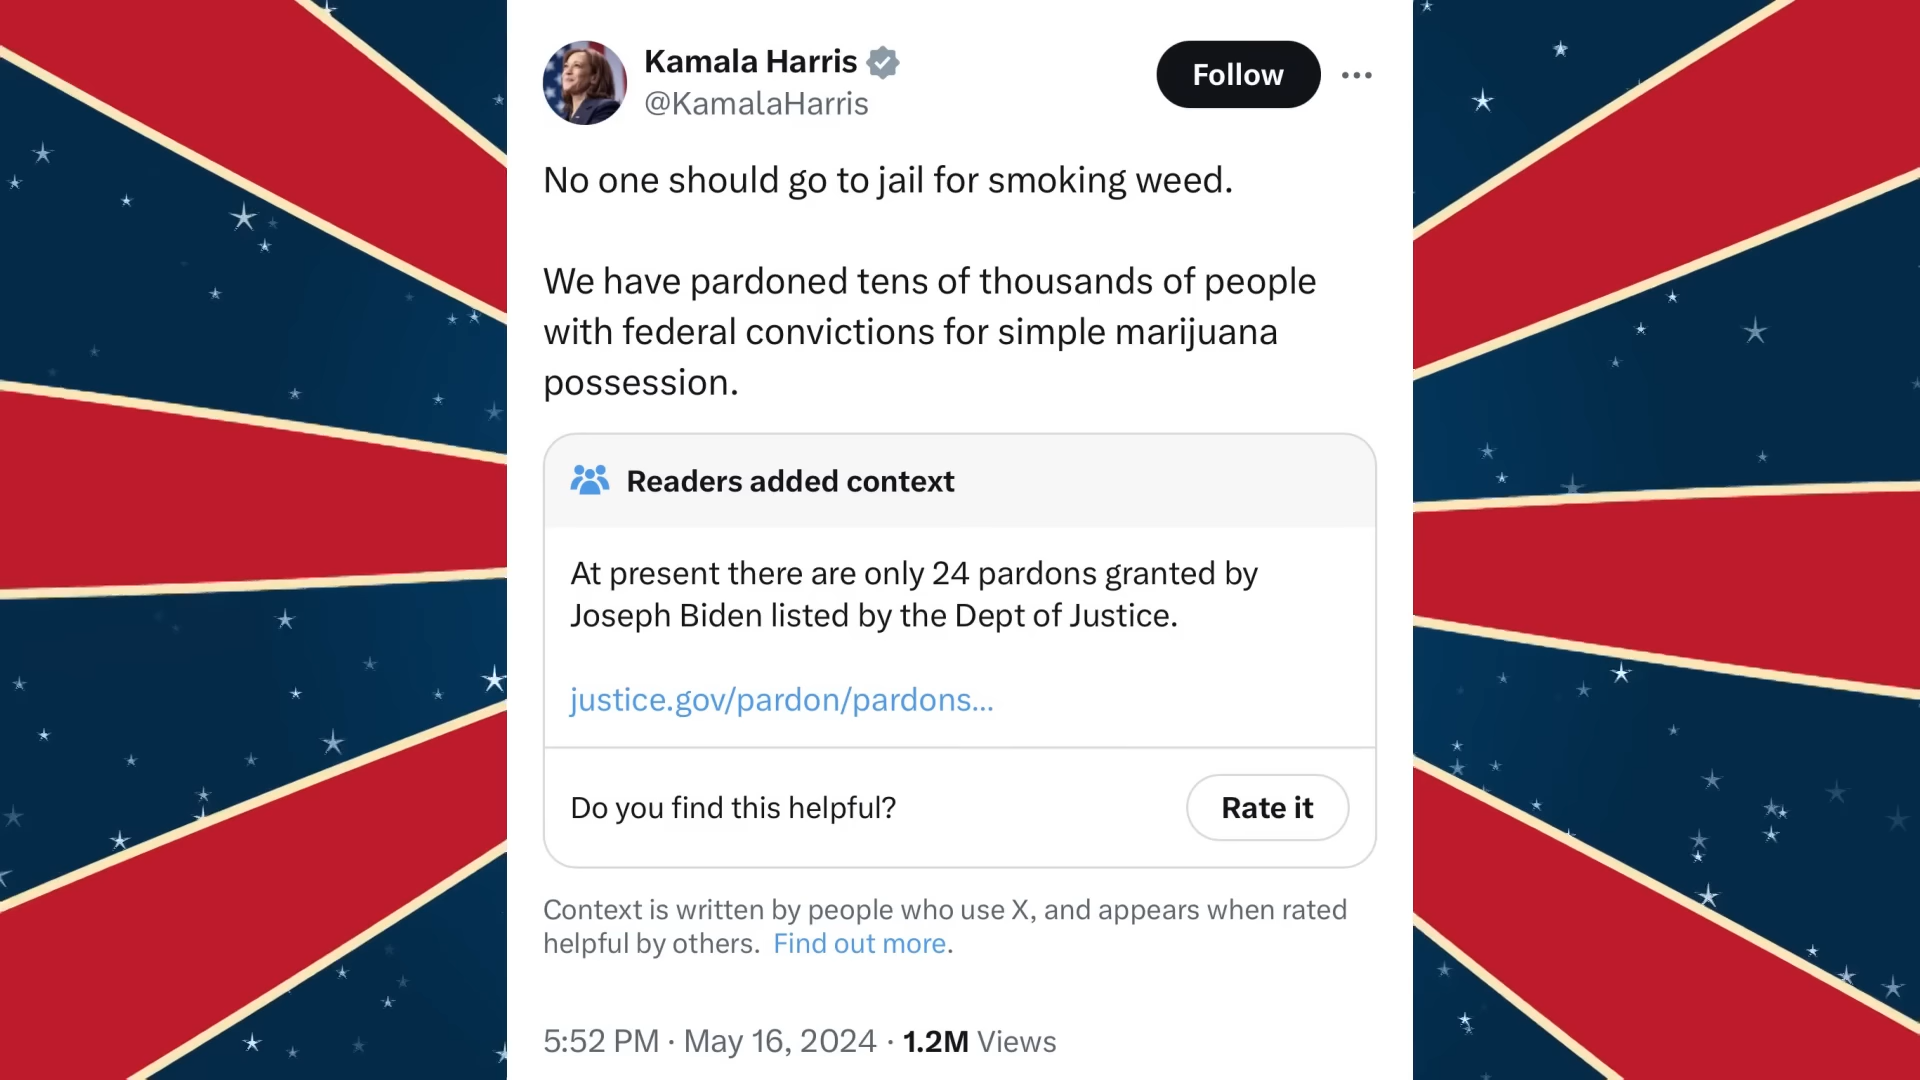 Kamala Harris
@KamalaHarris
Follow
No one should go to jail for smoking weed.
We have pardoned tens of thousands of people
with federal convictions for simple marijuana
possession.
Readers added context
At present there are only 24 pardons granted by
Joseph Biden listed by the Dept of Justice.
justice.gov/pardon/pardons...
Do you find this helpful?
Rate it
Context is written by people who use X, and appears when rated
helpful by others. Find out more.
5:52 PM · May 16, 2024 · 1.2M Views